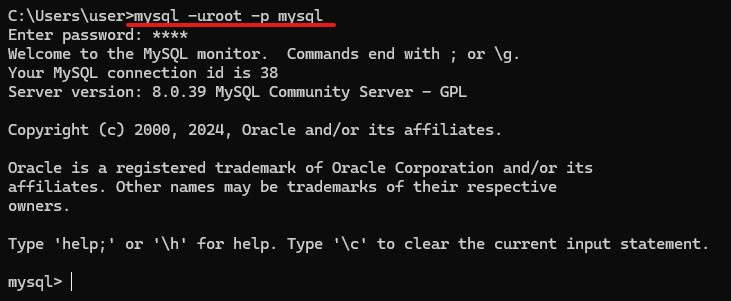 C:\Users\user>mysql -uroot -p mysql
Enter password: ****
Welcome to the MySQL monitor.  Commands end with ; or \g.
Your MySQL connection id is 38
Server version: 8.0.39 MySQL Community Server - GPL
Copyright (c) 2000, 2024, Oracle and/or its affiliates.
Oracle is a registered trademark of Oracle Corporation and/or its
affiliates. Other names may be trademarks of their respective
owners.
Type 'help;' or '\h' for help. Type '\c' to clear the current input statement.
mysql>